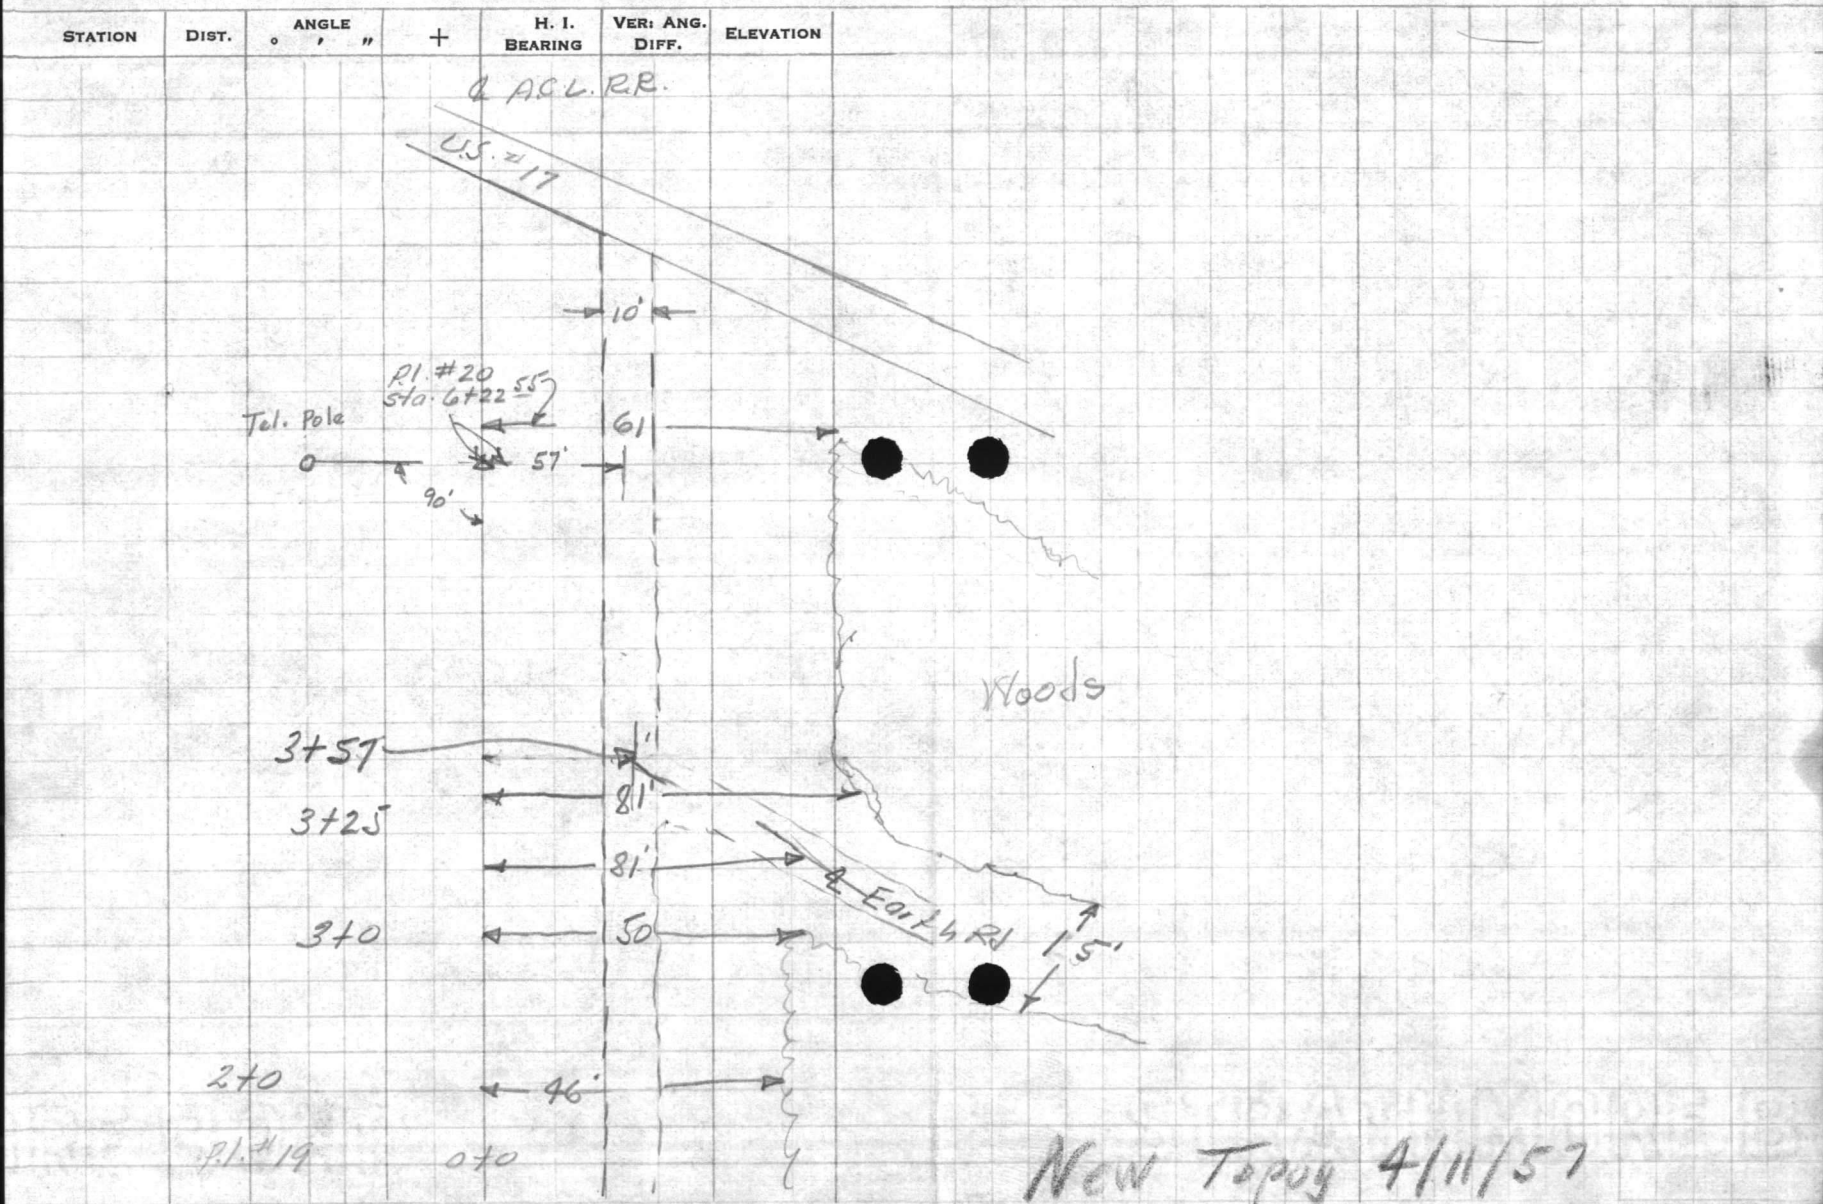 STATION DIST. ANGLE ° ' " + H. I. BEARING VER: ANG. DIFF. ELEVATION
℄ A.C.L. R.R.
U.S. #17
10'
P.I. #20
Sta. 6+22 55
Tel. Pole
61
57'
90'
Woods
3+57
81'
3+25
81'
℄ Earth Rd
3+0
50
15'
2+0
46'
P.I. #19
0+0
New Topog 4/11/57